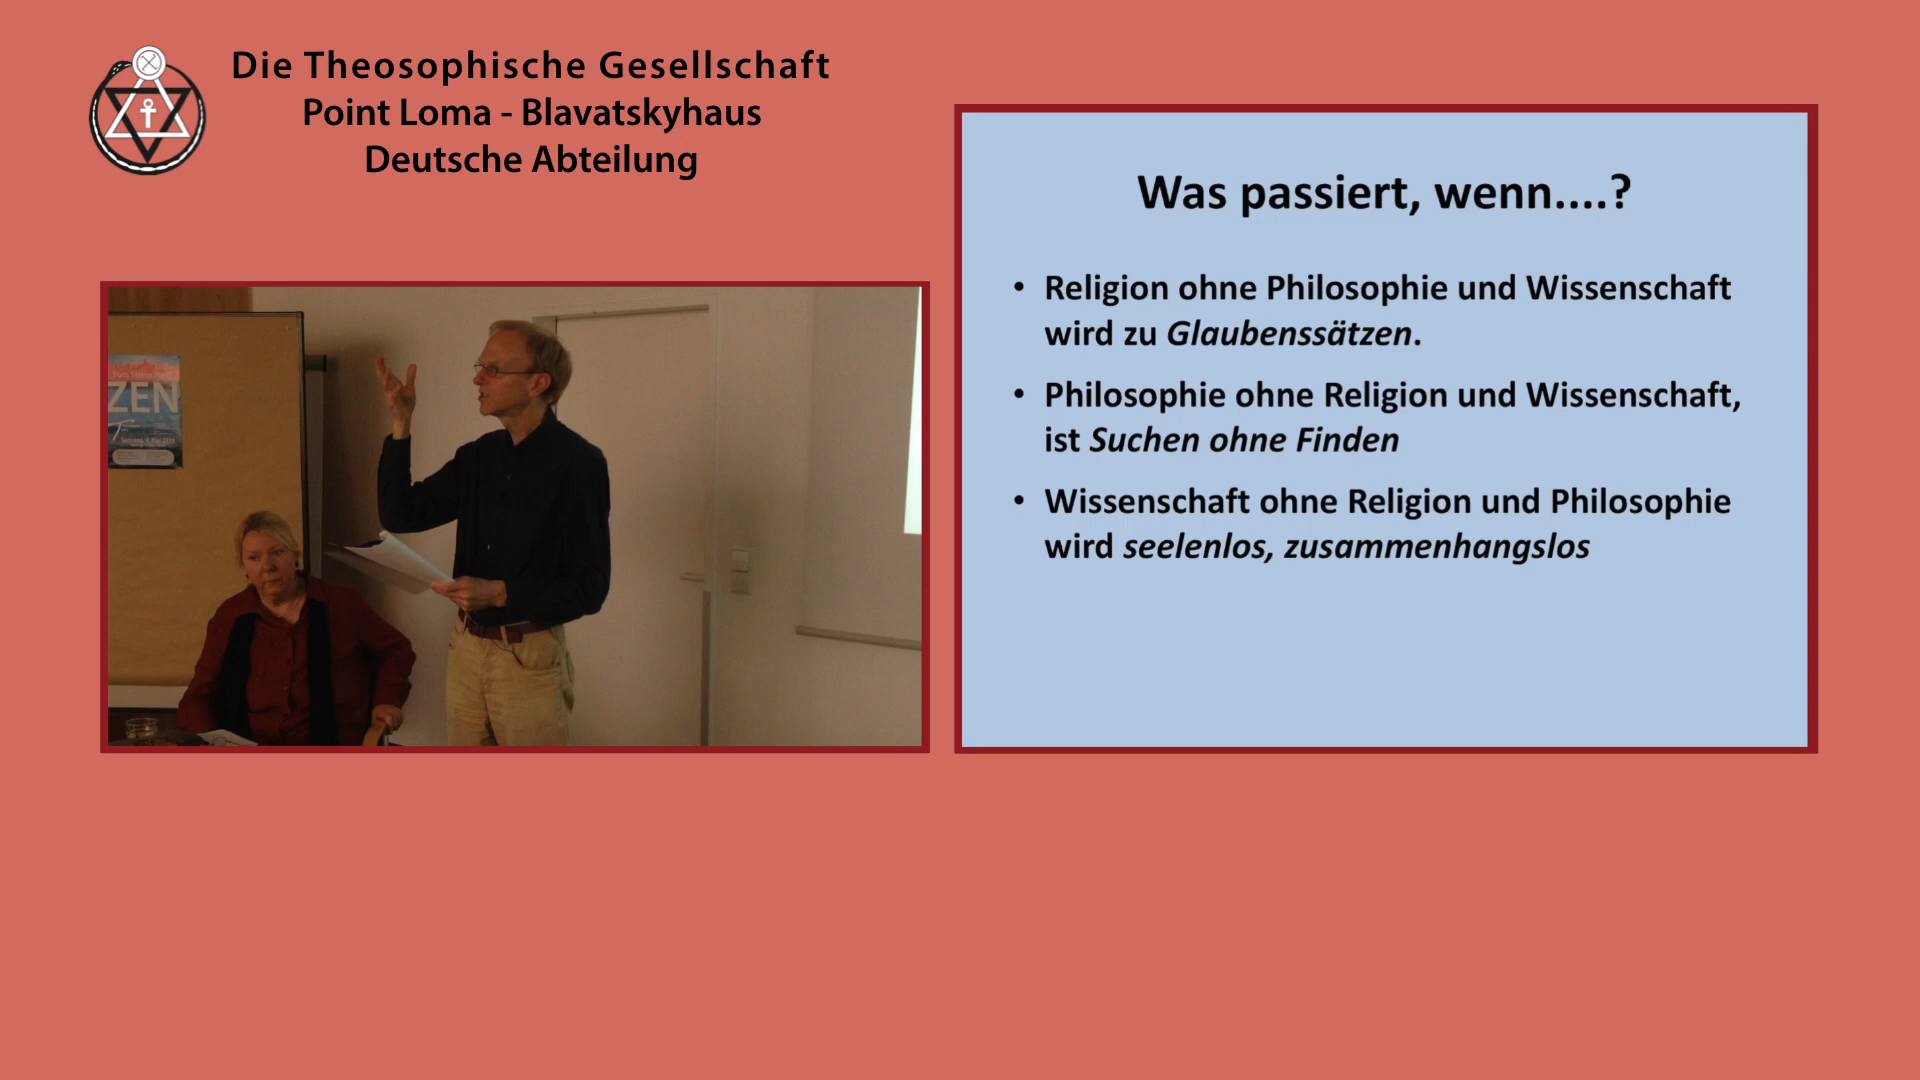 Die Theosophische Gesellschaft
Point Loma - Blavatskyhaus
Deutsche Abteilung
Was passiert, wenn....?
• Religion ohne Philosophie und Wissenschaft
wird zu Glaubenssätzen.
• Philosophie ohne Religion und Wissenschaft,
ist Suchen ohne Finden
• Wissenschaft ohne Religion und Philosophie
wird seelenlos, zusammenhangslos
ZEN